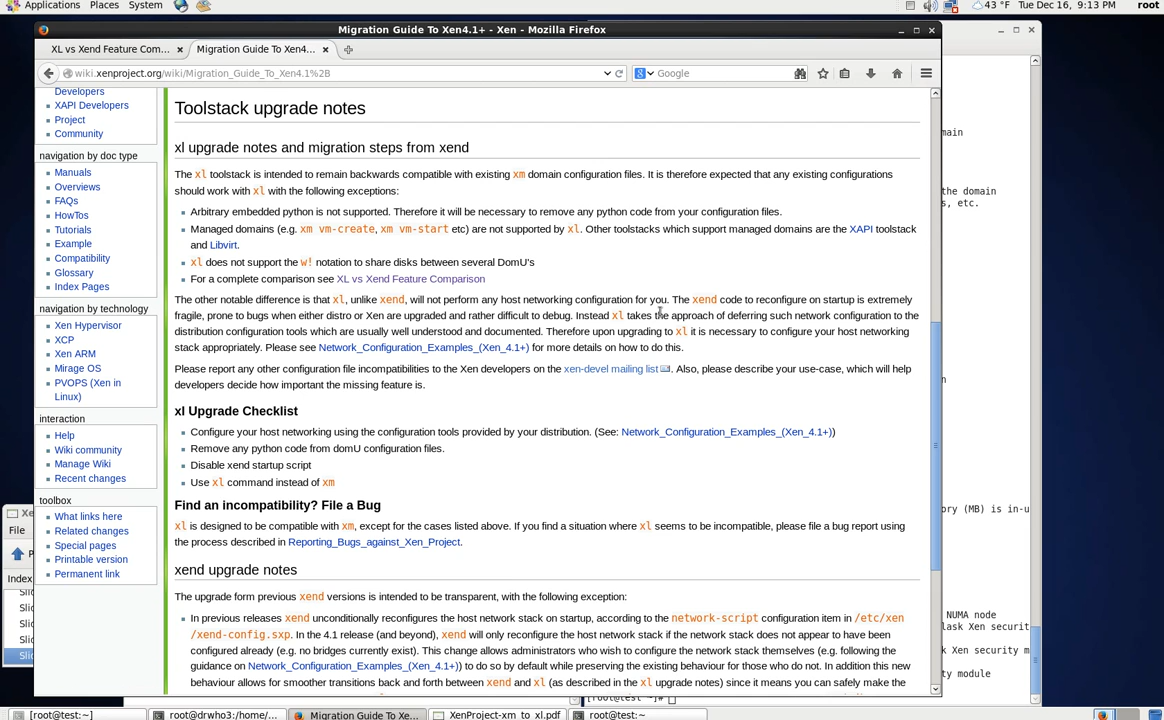 Applications Places System 43 °F Tue Dec 16, 9:13 PM root
Migration Guide To Xen4.1+ - Xen - Mozilla Firefox
XL vs Xend Feature Com... Migration Guide To Xen4...
wiki.xenproject.org/wiki/Migration_Guide_To_Xen4.1%2B
Google
Developers
XAPI Developers
Project
Community
navigation by doc type
Manuals
Overviews
FAQs
HowTos
Tutorials
Example
Compatibility
Glossary
Index Pages
navigation by technology
Xen Hypervisor
XCP
Xen ARM
Mirage OS
PVOPS (Xen in
Linux)
interaction
Help
Wiki community
Manage Wiki
Recent changes
toolbox
What links here
Related changes
Special pages
Printable version
Permanent link
Toolstack upgrade notes
xl upgrade notes and migration steps from xend
The xl toolstack is intended to remain backwards compatible with existing xm domain configuration files. It is therefore expected that any existing configurations
should work with xl with the following exceptions:
Arbitrary embedded python is not supported. Therefore it will be necessary to remove any python code from your configuration files.
Managed domains (e.g. xm vm-create, xm vm-start etc) are not supported by xl. Other toolstacks which support managed domains are the XAPI toolstack
and Libvirt.
xl does not support the w! notation to share disks between several DomU's
For a complete comparison see XL vs Xend Feature Comparison
The other notable difference is that xl, unlike xend, will not perform any host networking configuration for you. The xend code to reconfigure on startup is extremely
fragile, prone to bugs when either distro or Xen are upgraded and rather difficult to debug. Instead xl takes the approach of deferring such network configuration to the
distribution configuration tools which are usually well understood and documented. Therefore upon upgrading to xl it is necessary to configure your host networking
stack appropriately. Please see Network_Configuration_Examples_(Xen_4.1+) for more details on how to do this.
Please report any other configuration file incompatibilities to the Xen developers on the xen-devel mailing list. Also, please describe your use-case, which will help
developers decide how important the missing feature is.
xl Upgrade Checklist
Configure your host networking using the configuration tools provided by your distribution. (See: Network_Configuration_Examples_(Xen_4.1+))
Remove any python code from domU configuration files.
Disable xend startup script
Use xl command instead of xm
Find an incompatibility? File a Bug
xl is designed to be compatible with xm, except for the cases listed above. If you find a situation where xl seems to be incompatible, please file a bug report using
the process described in Reporting_Bugs_against_Xen_Project.
xend upgrade notes
The upgrade form previous xend versions is intended to be transparent, with the following exception:
In previous releases xend unconditionally reconfigures the host network stack on startup, according to the network-script configuration item in /etc/xen
/xend-config.sxp. In the 4.1 release (and beyond), xend will only reconfigure the host network stack if the network stack does not appear to have been
configured already (e.g. no bridges currently exist). This change allows administrators who wish to configure the network stack themselves (e.g. following the
guidance on Network_Configuration_Examples_(Xen_4.1+)) to do so by default while preserving the existing behaviour for those who do not. In addition this new
behaviour allows for smoother transitions back and forth between xend and xl (as described in the xl upgrade notes) since it means you can safely make the
main
the domain
s, etc.
n
ory (MB) is in-u
NUMA node
lask Xen securit
k Xen security m
ty module
[root@test ~]#
Xe
File
P
Index
Slid
Slid
Slid
Slid
Sli
[root@test:~] root@drwho3:/home/... Migration Guide To Xe... XenProject-xm_to_xl.pdf root@test:~